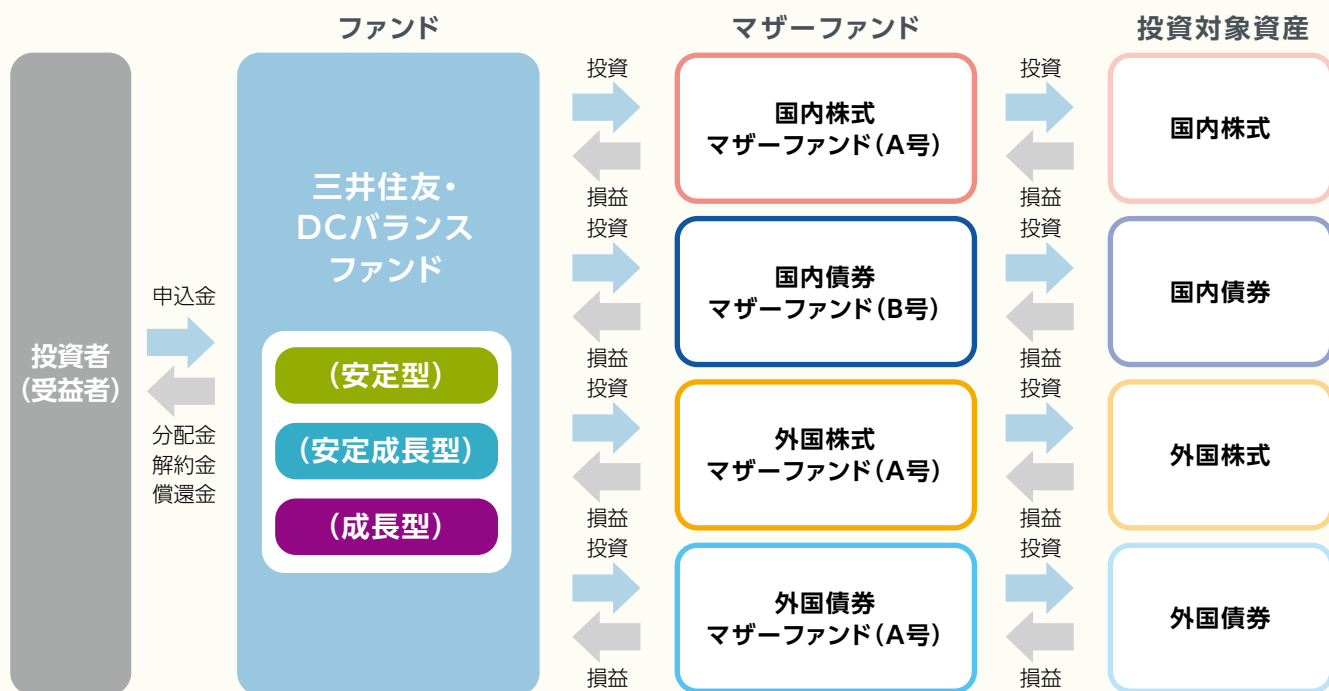 ファンド
マザーファンド
投資対象資産
投資者
(受益者)
申込金
分配金
解約金
償還金
三井住友・
DCバランス
ファンド
(安定型)
(安定成長型)
(成長型)
投資
損益
国内株式
マザーファンド(A号)
投資
損益
国内株式
投資
損益
国内債券
マザーファンド(B号)
投資
損益
国内債券
投資
損益
外国株式
マザーファンド(A号)
投資
損益
外国株式
投資
損益
外国債券
マザーファンド(A号)
投資
損益
外国債券